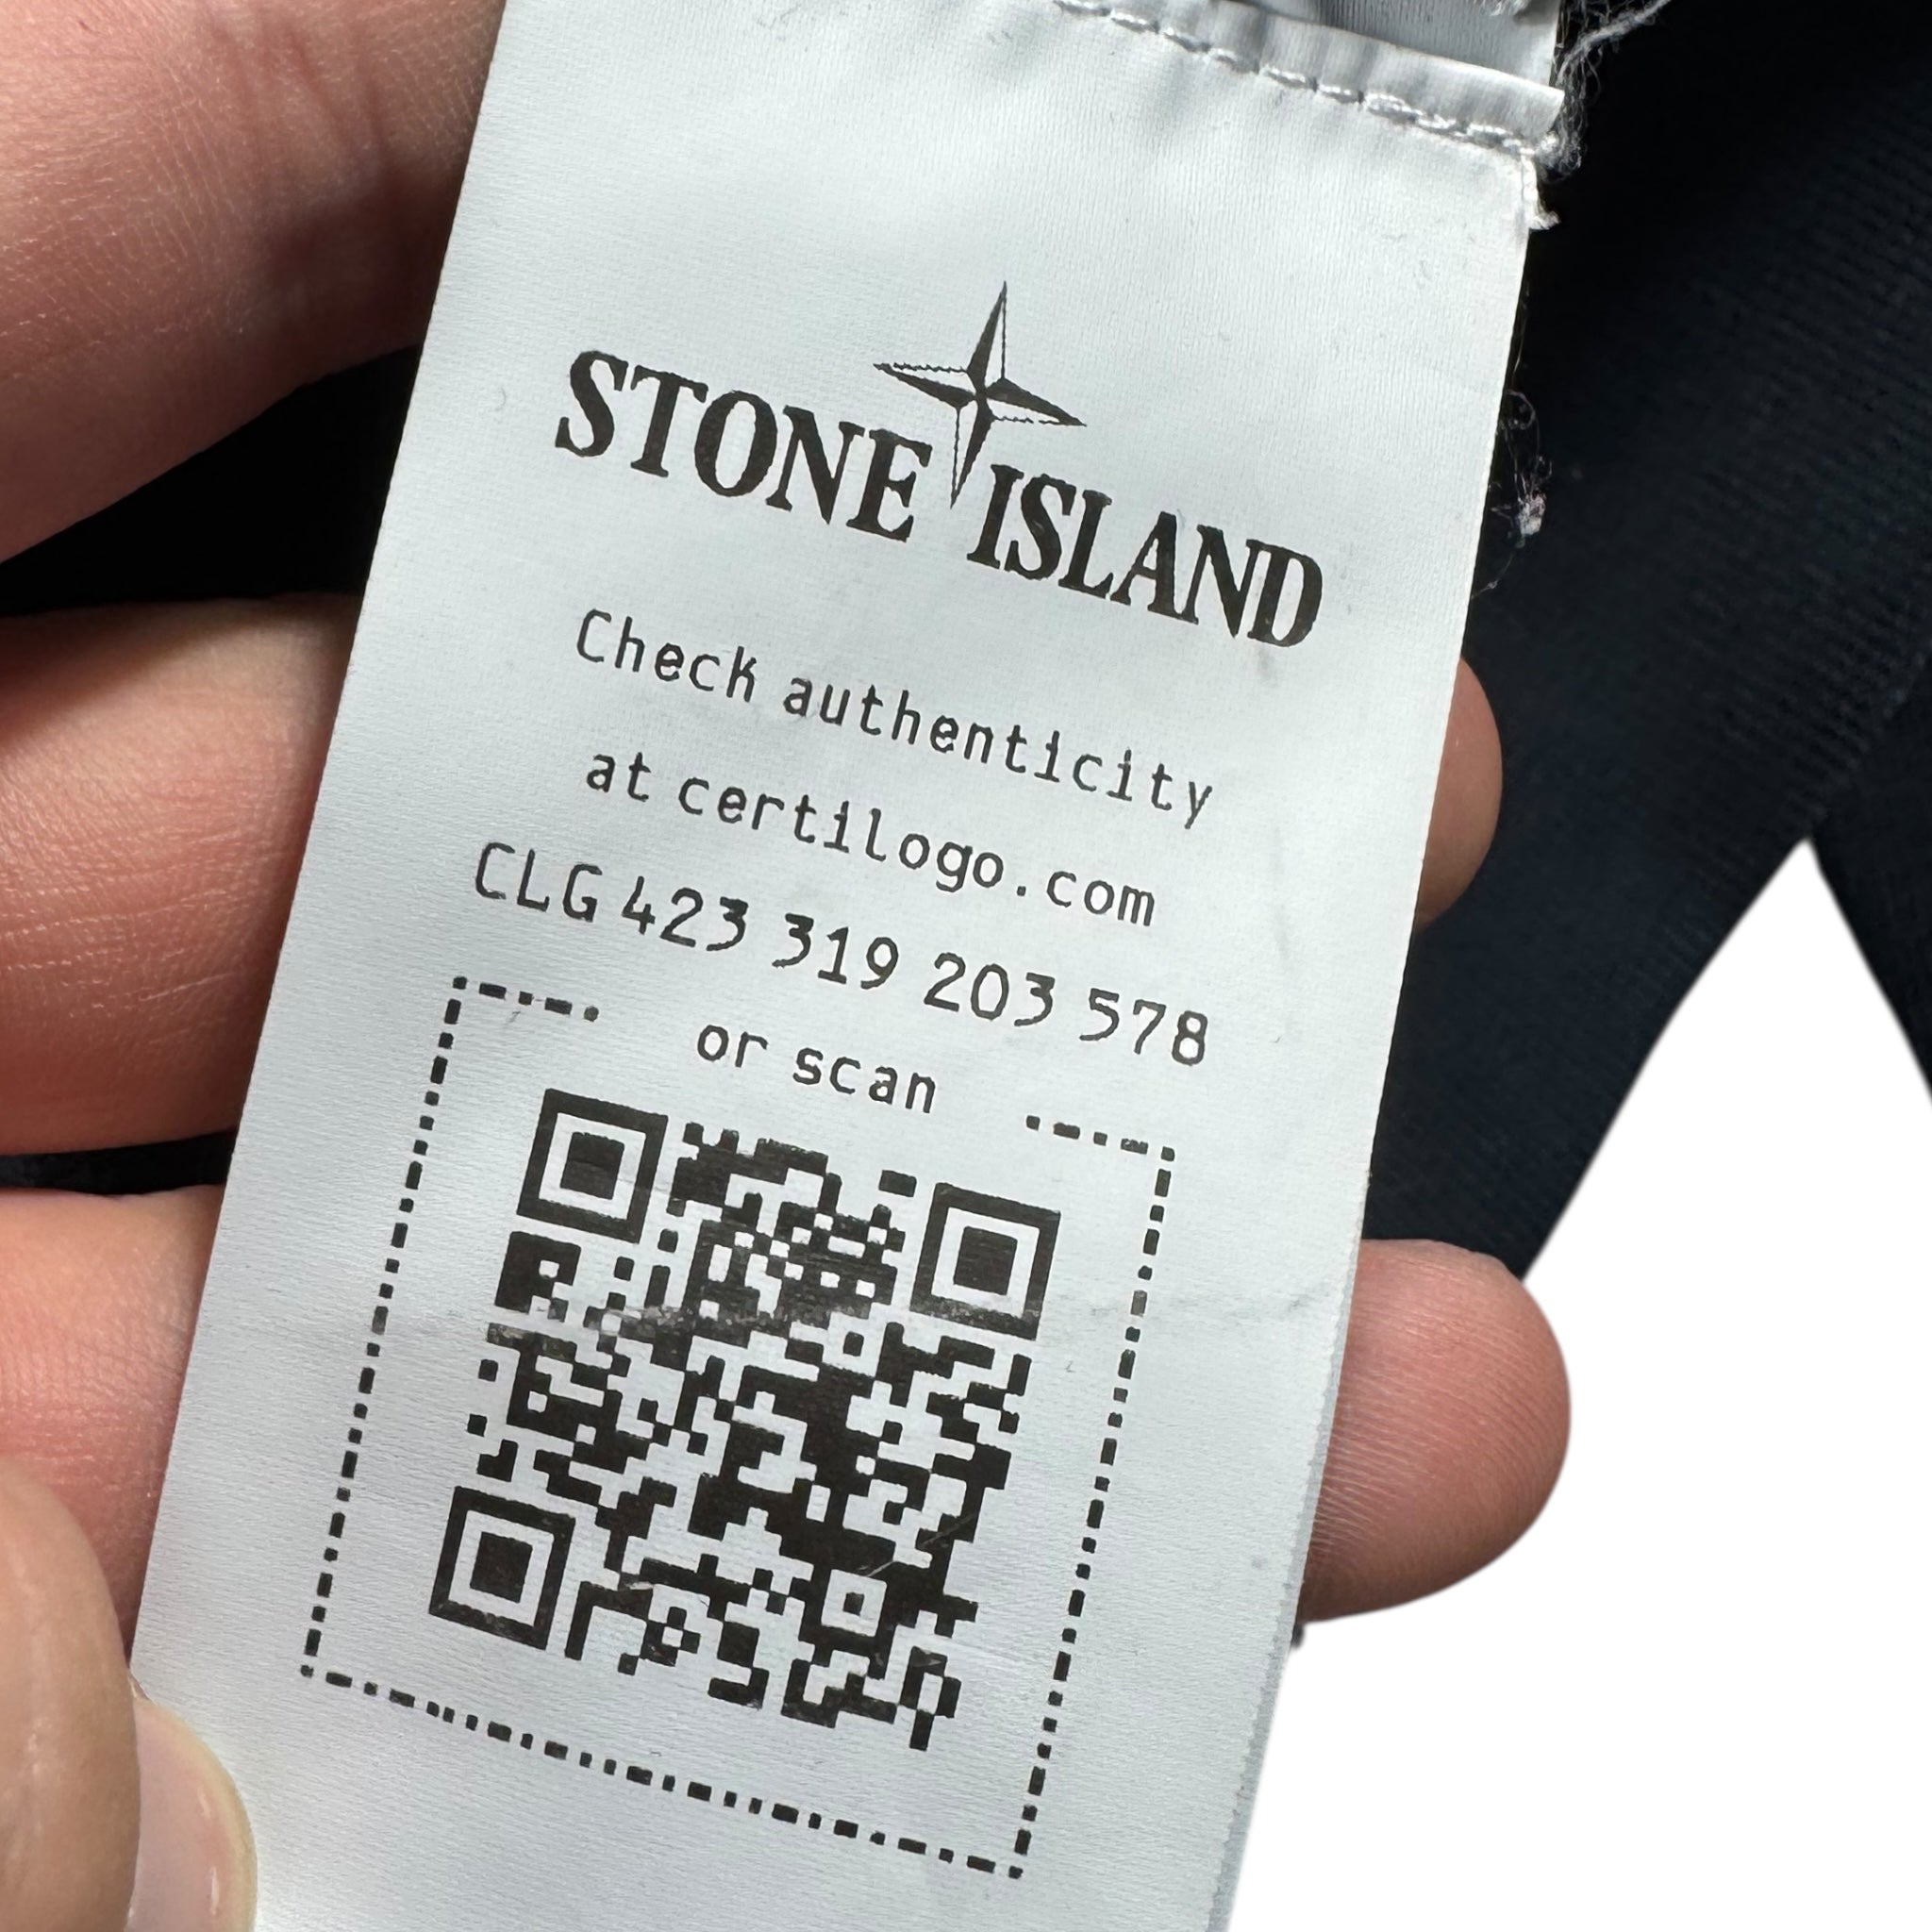 STONE ISLAND
Check authenticity
at certilogo.com
CLG 423 319 203 578
or scan